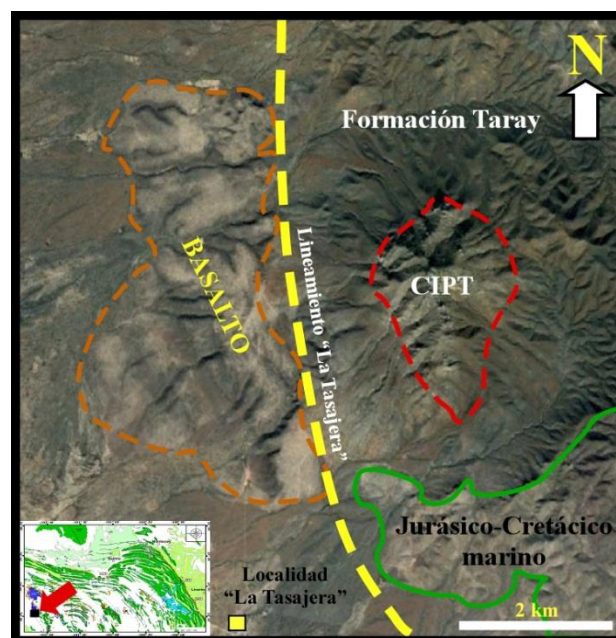 N
Formación Taray
Lineamiento "La Tasajera"
BASALTO
CIPT
Jurásico-Cretácico
marino
Localidad
"La Tasajera"
2 km